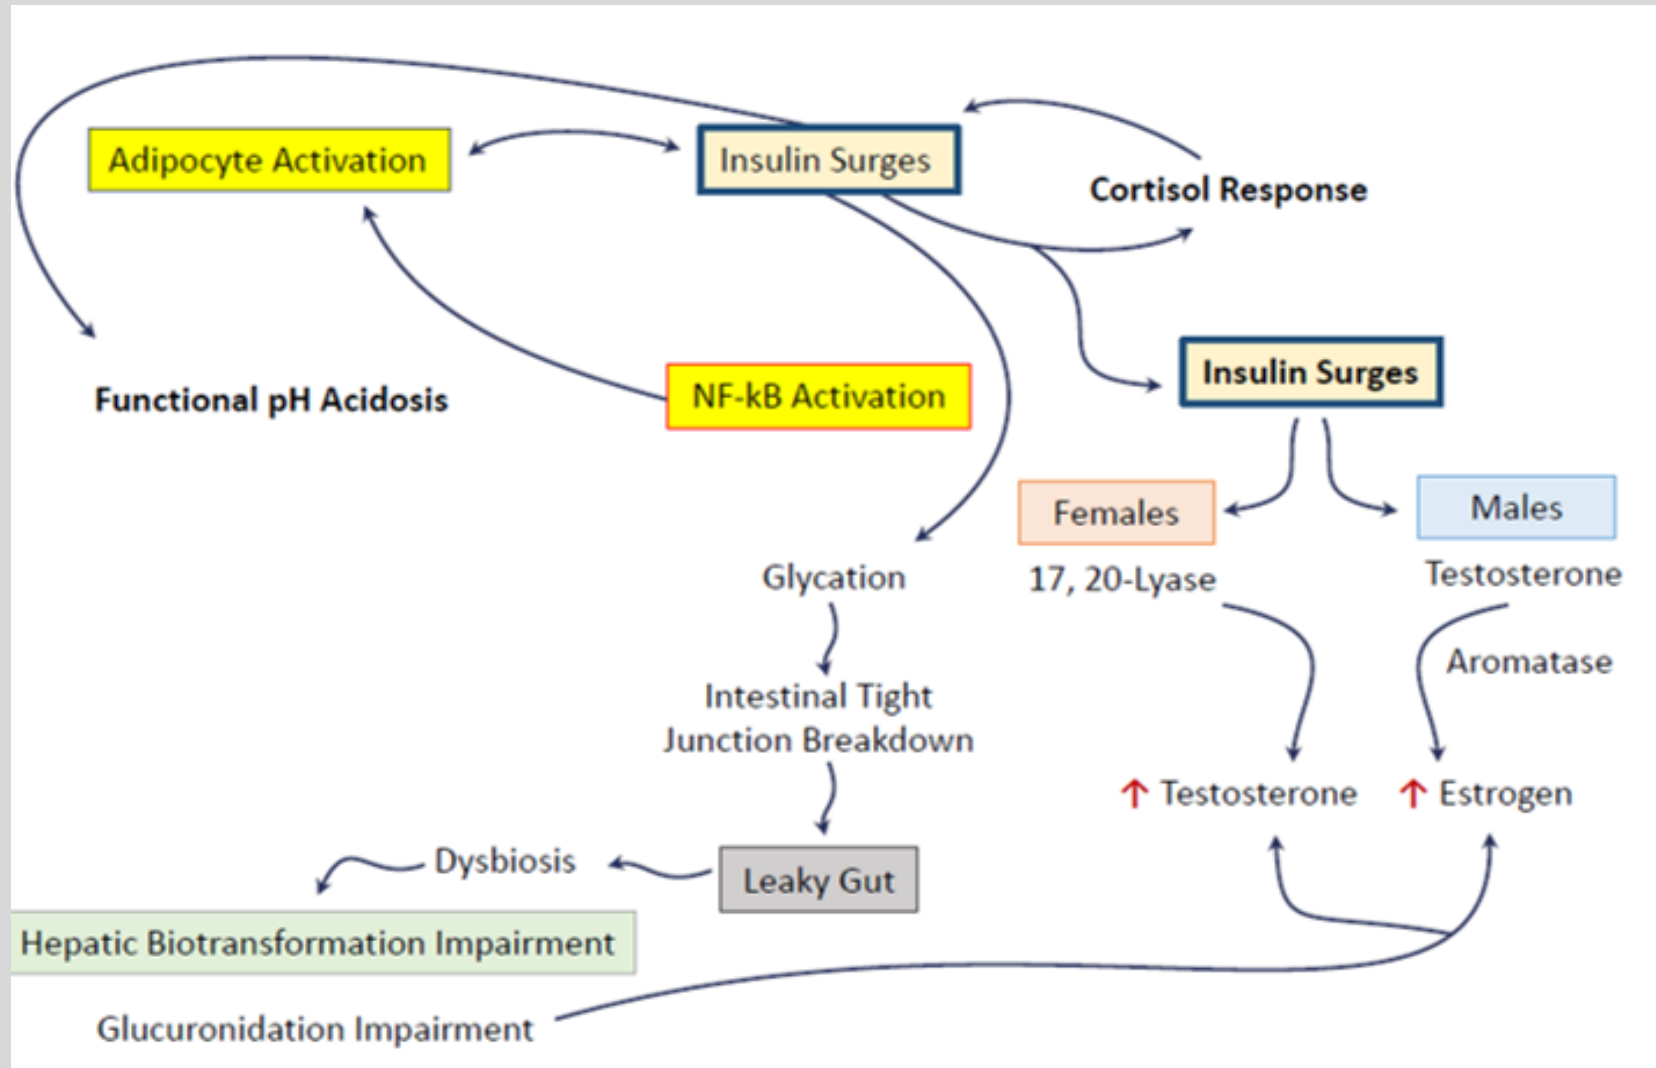 Adipocyte Activation
Insulin Surges
Cortisol Response
Functional pH Acidosis
NF-kB Activation
Insulin Surges
Females
Males
Glycation
17, 20-Lyase
Testosterone
Aromatase
Intestinal Tight
Junction Breakdown
↑ Testosterone
↑ Estrogen
Dysbiosis
Leaky Gut
Hepatic Biotransformation Impairment
Glucuronidation Impairment